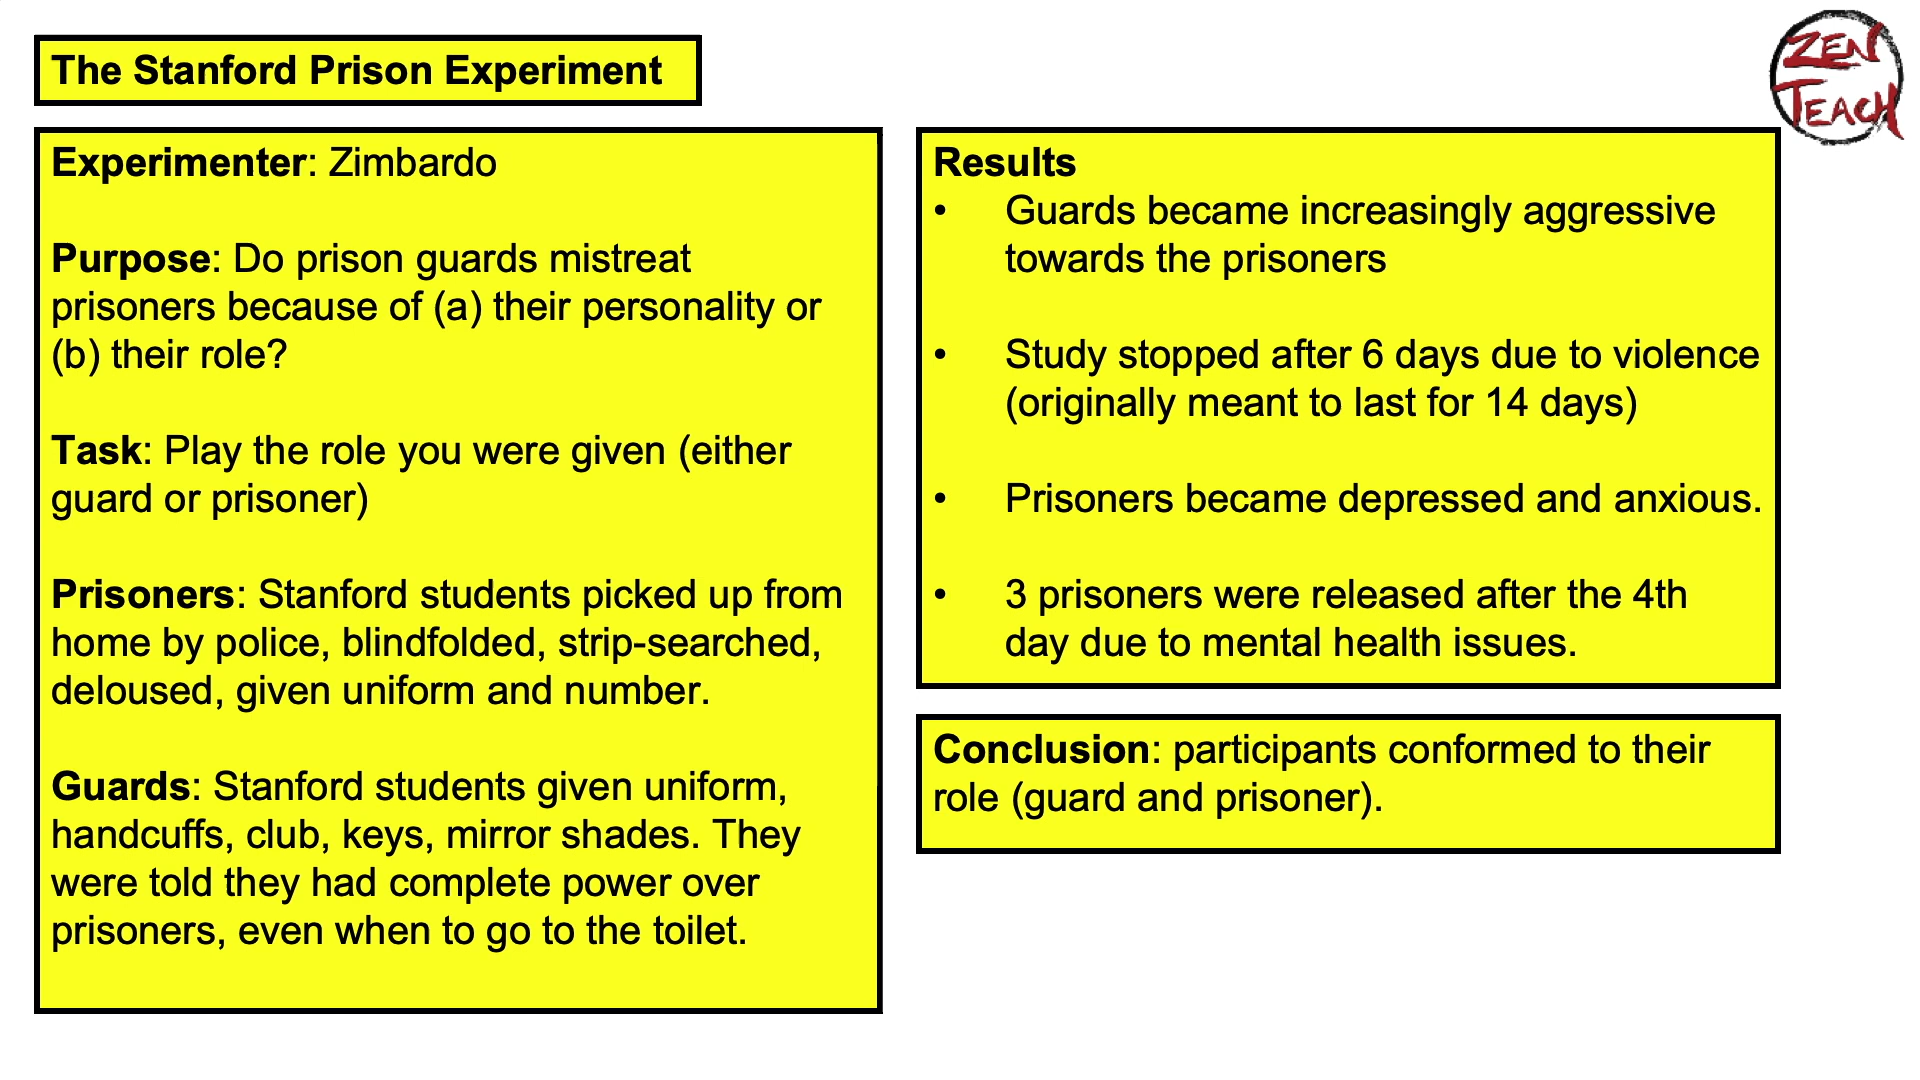 The Stanford Prison Experiment
ZEN
TEACH
Experimenter: Zimbardo
Purpose: Do prison guards mistreat
prisoners because of (a) their personality or
(b) their role?
Task: Play the role you were given (either
guard or prisoner)
Prisoners: Stanford students picked up from
home by police, blindfolded, strip-searched,
deloused, given uniform and number.
Guards: Stanford students given uniform,
handcuffs, club, keys, mirror shades. They
were told they had complete power over
prisoners, even when to go to the toilet.
Results
• Guards became increasingly aggressive
towards the prisoners
• Study stopped after 6 days due to violence
(originally meant to last for 14 days)
• Prisoners became depressed and anxious.
• 3 prisoners were released after the 4th
day due to mental health issues.
Conclusion: participants conformed to their
role (guard and prisoner).